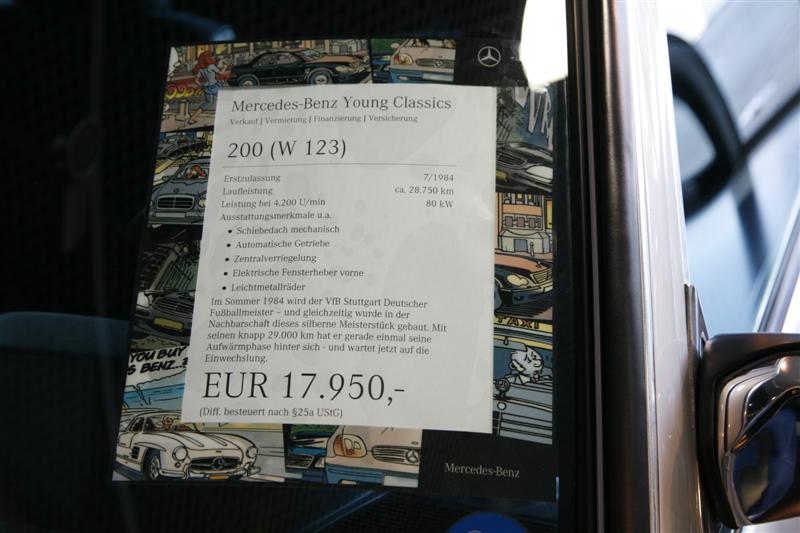 Mercedes-Benz Young Classics
Verkauf | Vermietung | Finanzierung | Versicherung
200 (W 123)
Erstzulassung 7/1984
Laufleistung ca. 28.750 km
Leistung bei 4.200 U/min 80 kW
Ausstattungsmerkmale u.a.
• Schiebedach mechanisch
• Automatische Getriebe
• Zentralverriegelung
• Elektrische Fensterheber vorne
• Leichtmetallräder
Im Sommer 1984 wird der VfB Stuttgart Deutscher
Fußballmeister – und gleichzeitig wurde in der
Nachbarschaft dieses silberne Meisterstück gebaut. Mit
seinen knapp 29.000 km hat er gerade einmal seine
Aufwärmphase hinter sich - und wartet jetzt auf die
Einwechslung.
EUR 17.950,-
(Diff. besteuert nach §25a UStG)
TAXI
YOU BUY
BENZ..?
Mercedes-Benz